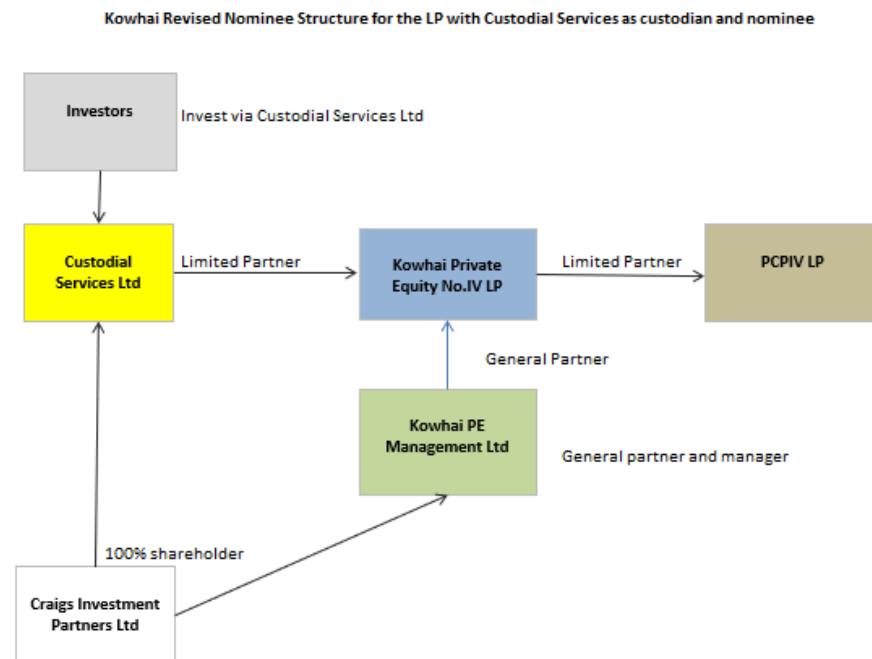 Kowhai Revised Nominee Structure for the LP with Custodial Services as custodian and nominee
Investors
Invest via Custodial Services Ltd
Custodial
Services Ltd
Limited Partner
Kowhai Private
Equity No.IV LP
Limited Partner
PCPIV LP
General Partner
Kowhai PE
Management Ltd
General partner and manager
100% shareholder
Craigs Investment
Partners Ltd